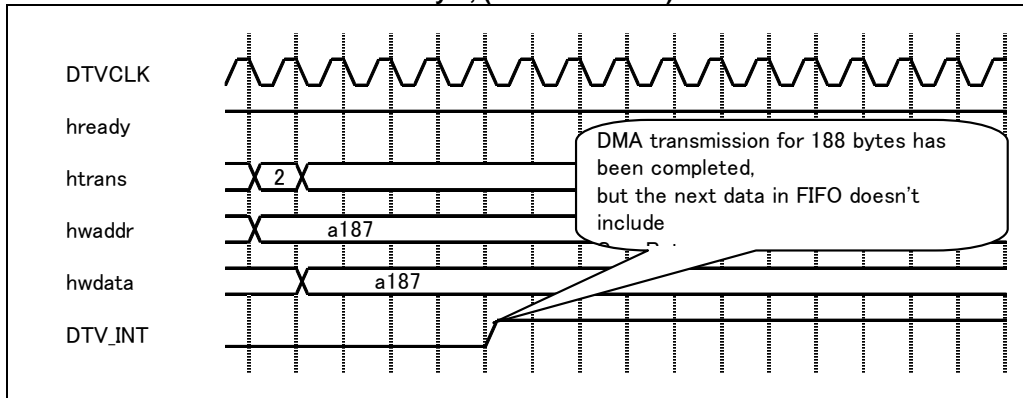 DTVCLK
hready
DMA transmission for 188 bytes has
been completed,
but the next data in FIFO doesn't
include
htrans
2
hwaddr
a187
hwdata
a187
DTV_INT